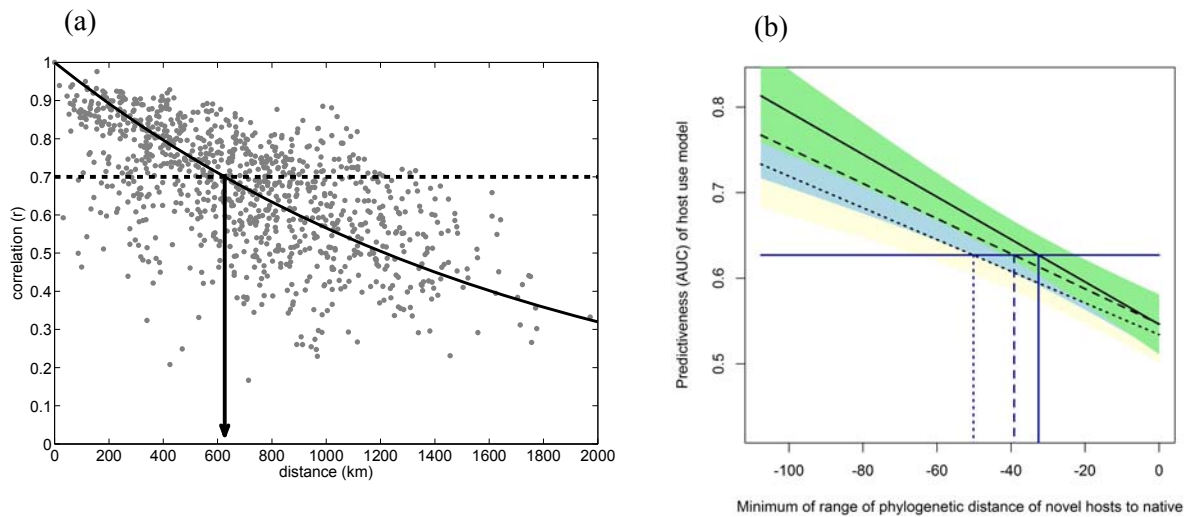 (a)
1
0.9
0.8
0.7
0.6
0.5
0.4
0.3
0.2
0.1
0
correlation (r)
0 200 400 600 800 1000 1200 1400 1600 1800 2000
distance (km)
(b)
0.8
0.7
0.6
0.5
Predictiveness (AUC) of host use model
-100 -80 -60 -40 -20 0
Minimum of range of phylogenetic distance of novel hosts to native